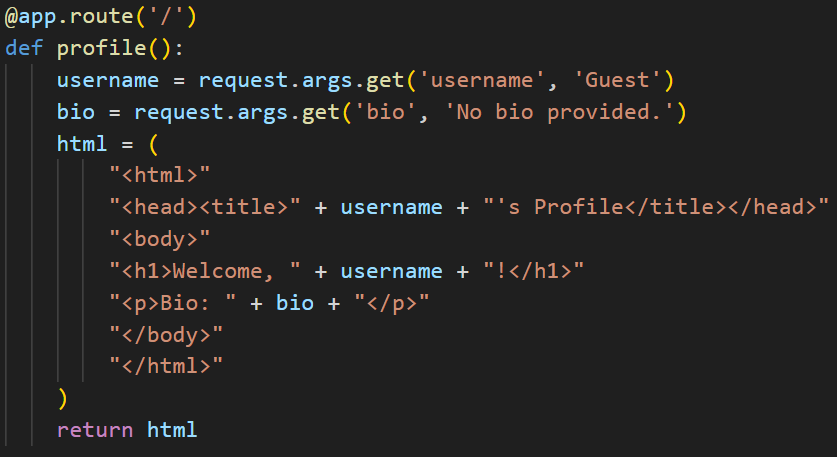 @app.route('/')
def profile():
    username = request.args.get('username', 'Guest')
    bio = request.args.get('bio', 'No bio provided.')
    html = (
        "<html>"
        "<head><title>" + username + "'s Profile</title></head>"
        "<body>"
        "<h1>Welcome, " + username + "!</h1>"
        "<p>Bio: " + bio + "</p>"
        "</body>"
        "</html>"
    )
    return html